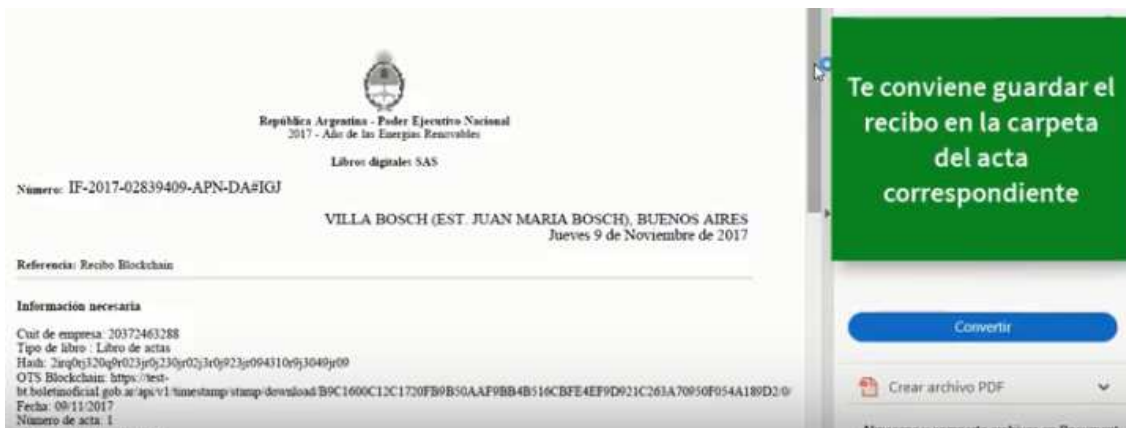 República Argentina - Poder Ejecutivo Nacional
2017 - Año de las Energías Renovables
Libros digitales SAS
Número: IF-2017-02839409-APN-DA#IGJ
VILLA BOSCH (EST. JUAN MARIA BOSCH), BUENOS AIRES
Jueves 9 de Noviembre de 2017
Referencia: Recibo Blockchain
Información necesaria
Cuit de empresa: 20372463288
Tipo de libro : Libro de actas
Hash:
OTS Blockchain: https://test-
Fecha: 09/11/2017
Número de acta: 1
Te conviene guardar el
recibo en la carpeta
del acta
correspondiente
Convertir
Crear archivo PDF